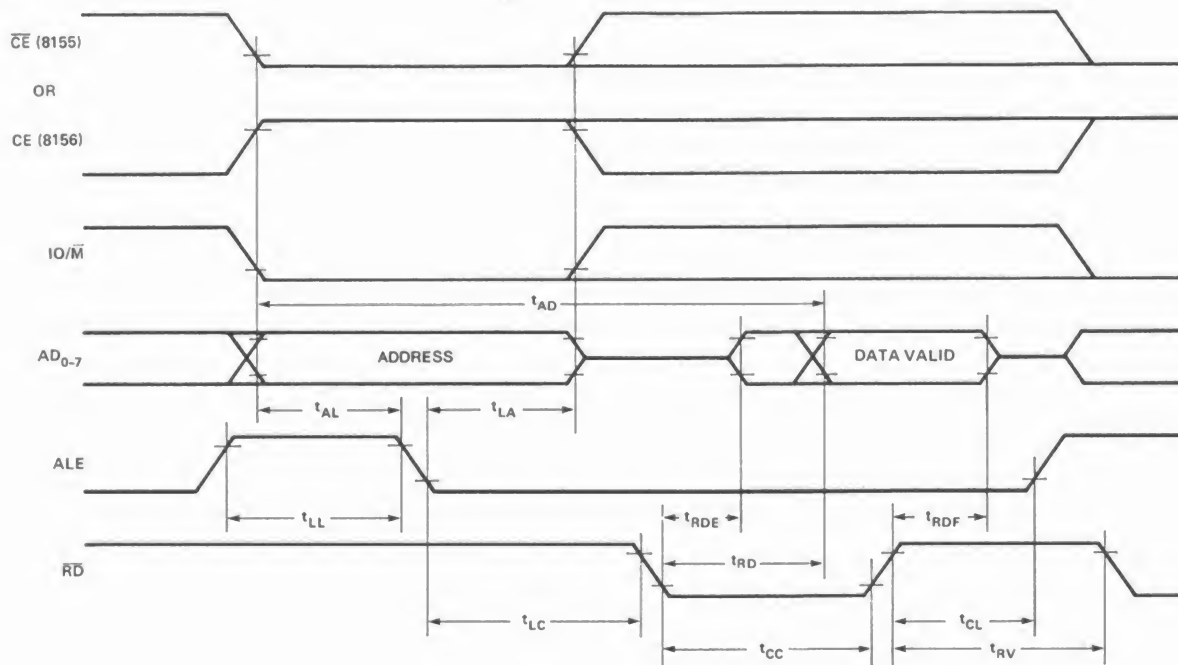 CE (8155)
OR
CE (8156)
IO/M
tAD
AD0-7
ADDRESS
DATA VALID
tAL
tLA
ALE
tLL
tRDE
tRDF
RD
tRD
tLC
tCL
tCC
tRV